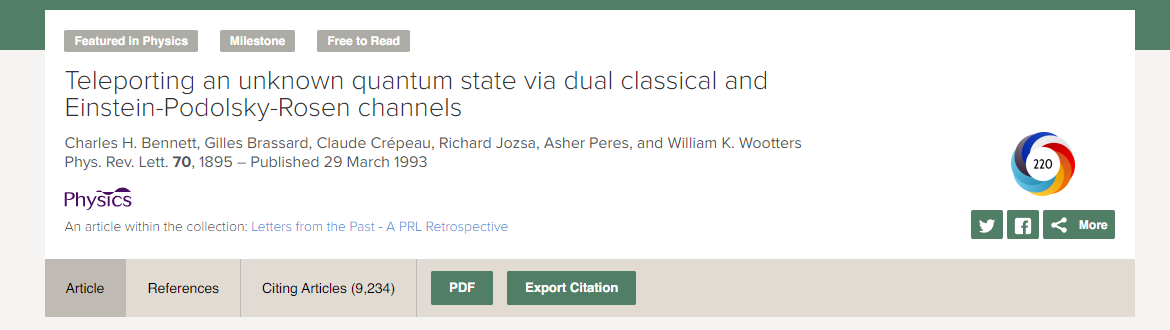 Featured in Physics Milestone Free to Read
Teleporting an unknown quantum state via dual classical and
Einstein-Podolsky-Rosen channels
Charles H. Bennett, Gilles Brassard, Claude Crépeau, Richard Jozsa, Asher Peres, and William K. Wootters
Phys. Rev. Lett. 70, 1895 – Published 29 March 1993
220
Physics
An article within the collection: Letters from the Past - A PRL Retrospective
More
Article References Citing Articles (9,234) PDF Export Citation